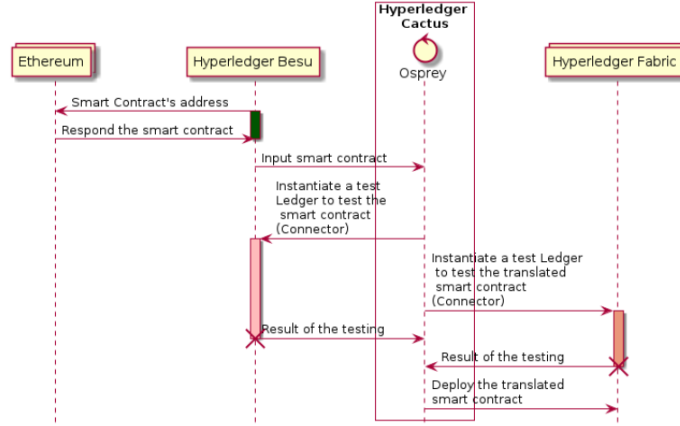 Hyperledger
Cactus
Ethereum
Hyperledger Besu
Osprey
Hyperledger Fabric
Smart Contract's address
Respond the smart contract
Input smart contract
Instantiate a test
Ledger to test the
smart contract
(Connector)
Instantiate a test Ledger
to test the translated
smart contract
(Connector)
Result of the testing
Result of the testing
Deploy the translated
smart contract